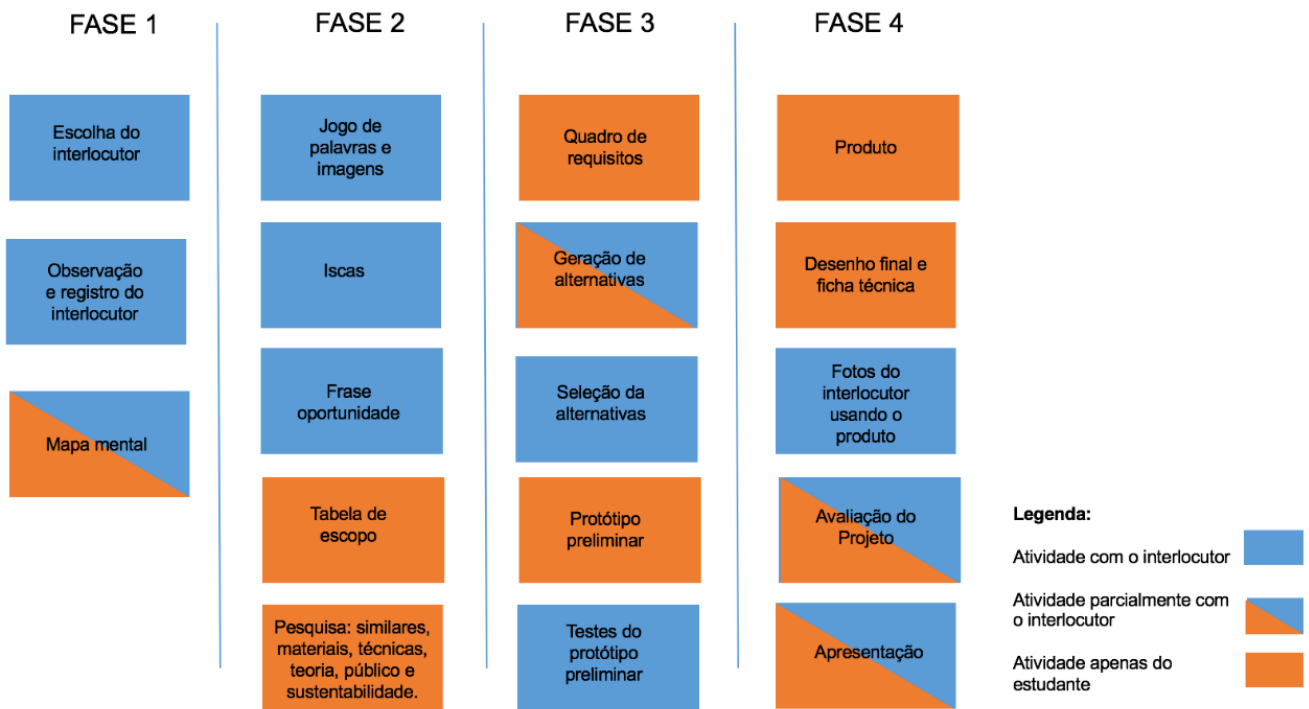 FASE 1
Escolha do
interlocutor
Observação
e registro do
interlocutor
Mapa mental
FASE 2
Jogo de
palavras e
imagens
Iscas
Frase
oportunidade
Tabela de
escopo
Pesquisa: similares,
materiais, técnicas,
teoria, público e
sustentabilidade.
FASE 3
Quadro de
requisitos
Geração de
alternativas
Seleção da
alternativas
Protótipo
preliminar
Testes do
protótipo
preliminar
FASE 4
Produto
Desenho final e
ficha técnica
Fotos do
interlocutor
usando o
produto
Avaliação do
Projeto
Apresentação
Legenda:
Atividade com o interlocutor
Atividade parcialmente com
o interlocutor
Atividade apenas do
estudante